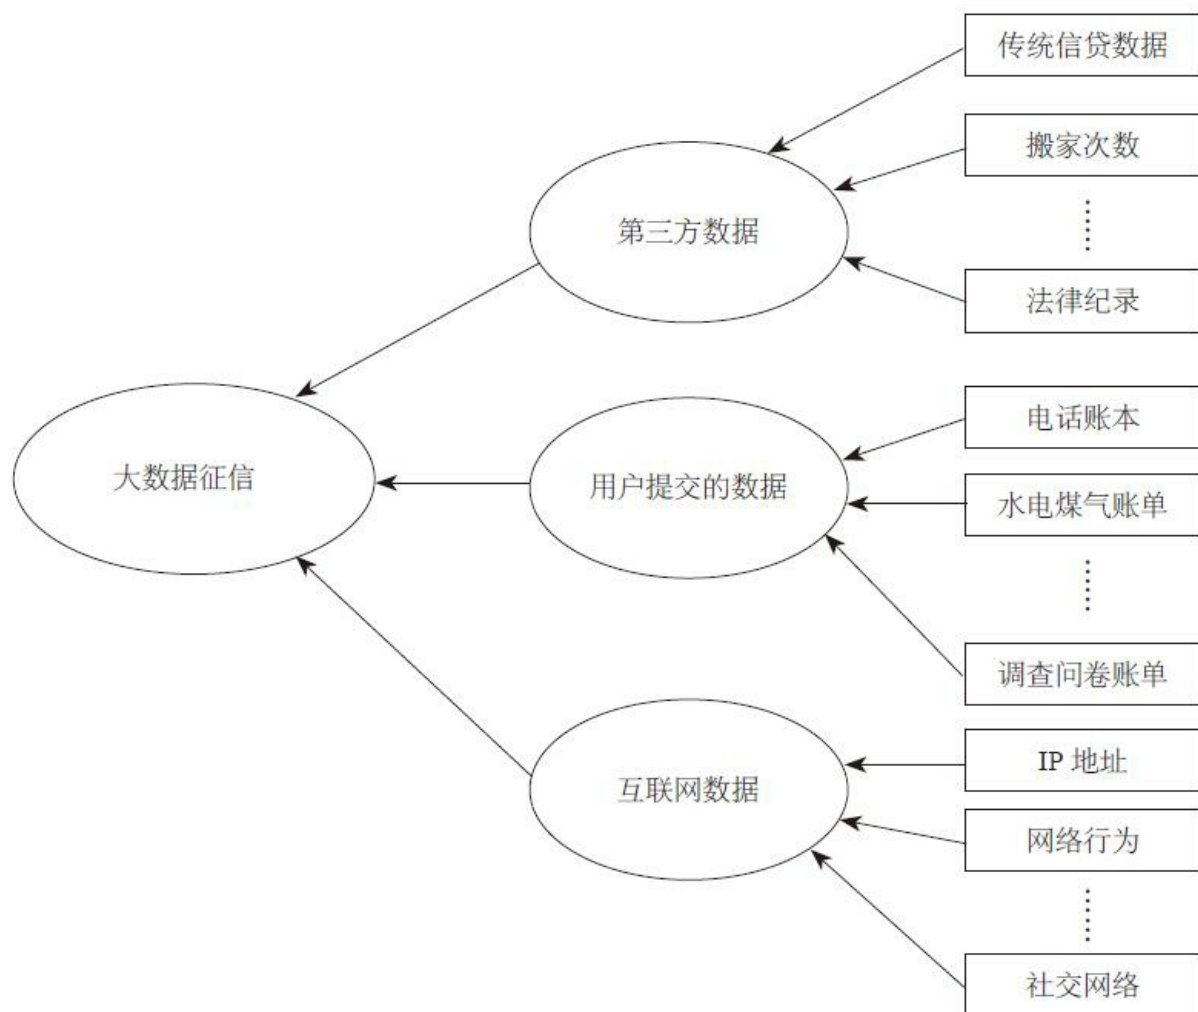 传统信贷数据
搬家次数
第三方数据
法律纪录
电话账本
大数据征信
用户提交的数据
水电煤气账单
调查问卷账单
IP 地址
互联网数据
网络行为
社交网络